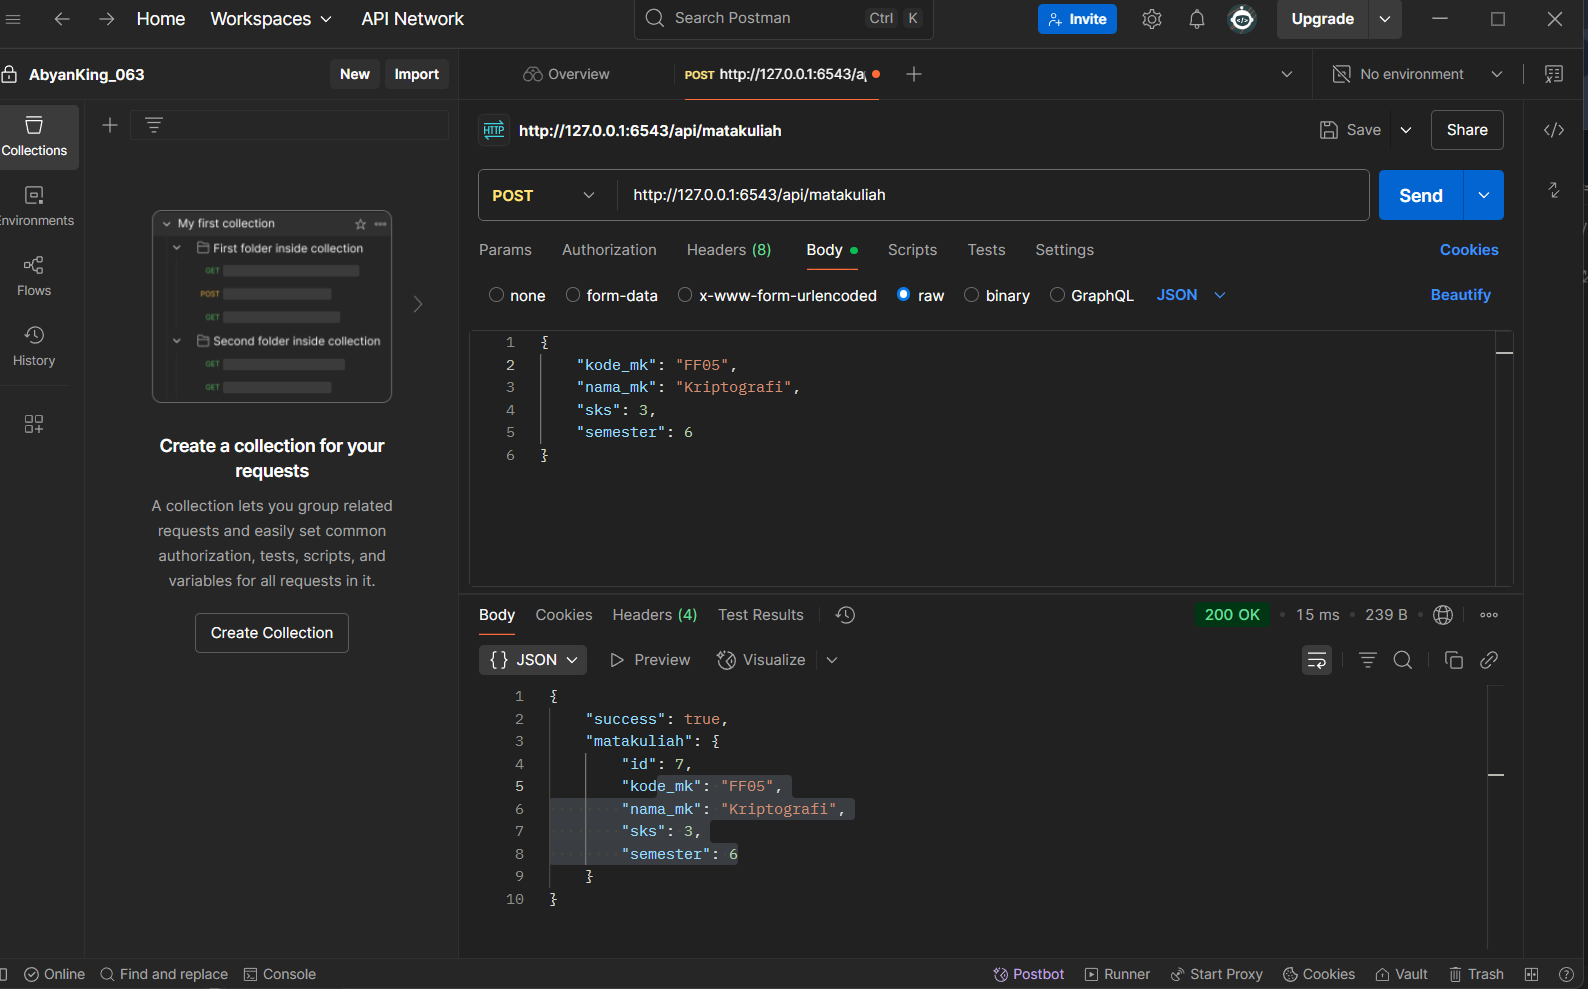 Home
Workspaces
API Network
Search Postman
Ctrl
K
Invite
Upgrade
AbyanKing_063
New
Import
Overview
POST http://127.0.0.1:6543/a
No environment
Collections
nvironments
Flows
History
My first collection
First folder inside collection
GET
POST
GET
Second folder inside collection
GET
GET
Create a collection for your
requests
A collection lets you group related
requests and easily set common
authorization, tests, scripts, and
variables for all requests in it.
Create Collection
HTTP
http://127.0.0.1:6543/api/matakuliah
Save
Share
POST
http://127.0.0.1:6543/api/matakuliah
Send
Params
Authorization
Headers (8)
Body
Scripts
Tests
Settings
Cookies
none
form-data
x-www-form-urlencoded
raw
binary
GraphQL
JSON
Beautify
1 {
2 "kode_mk": "FF05",
3 "nama_mk": "Kriptografi",
4 "sks": 3,
5 "semester": 6
6 }
Body
Cookies
Headers (4)
Test Results
200 OK
15 ms
239 B
{} JSON
Preview
Visualize
1 {
2 "success": true,
3 "matakuliah": {
4 "id": 7,
5 "kode_mk": "FF05",
6 "nama_mk": "Kriptografi",
7 "sks": 3,
8 "semester": 6
9 }
10 }
Online
Find and replace
Console
Postbot
Runner
Start Proxy
Cookies
Vault
Trash